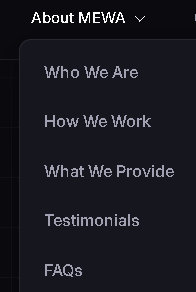 About MEWA
Who We Are
How We Work
What We Provide
Testimonials
FAQs